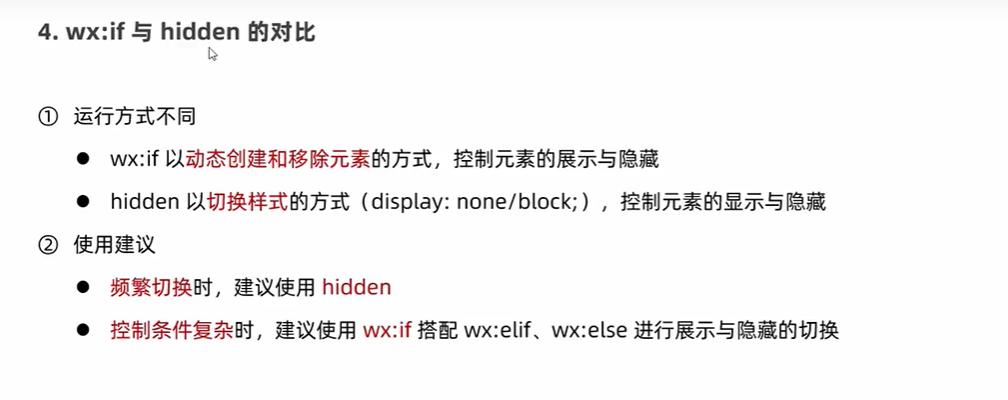 4. wx:if 与 hidden 的对比
① 运行方式不同
● wx:if 以动态创建和移除元素的方式，控制元素的展示与隐藏
● hidden 以切换样式的方式（display: none/block;），控制元素的显示与隐藏
② 使用建议
● 频繁切换时，建议使用 hidden
● 控制条件复杂时，建议使用 wx:if 搭配 wx:elif、wx:else 进行展示与隐藏的切换